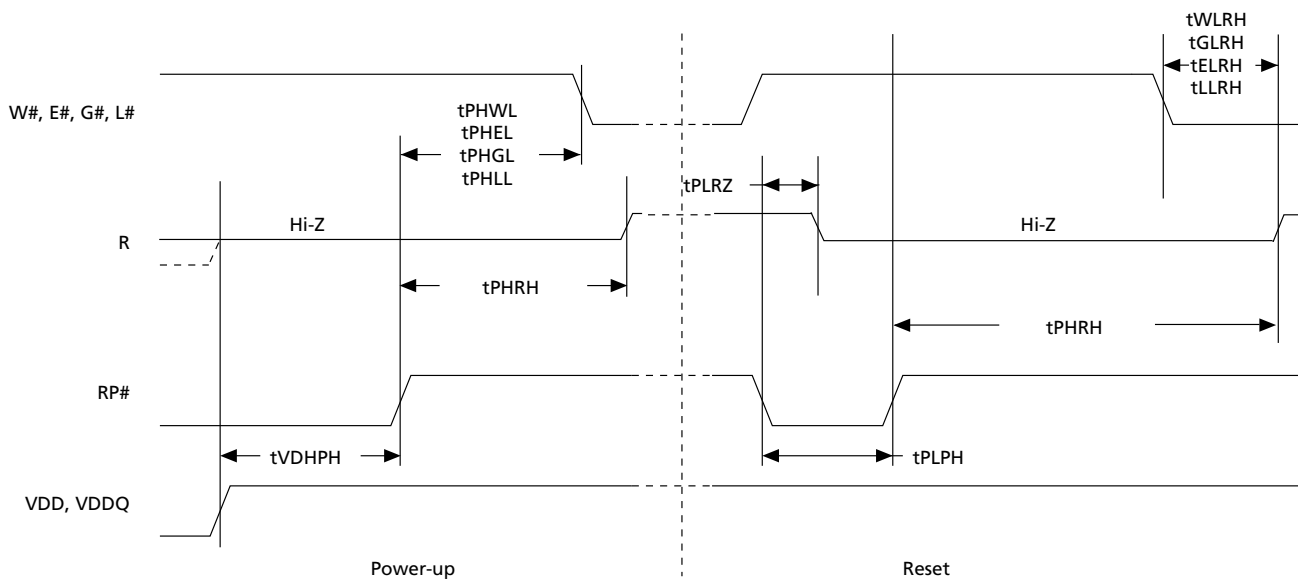 tWLRH
tGLRH
tELRH
tLLRH
W#, E#, G#, L#
tPHWL
tPHEL
tPHGL
tPHLL
tPLRZ
R
Hi-Z
Hi-Z
tPHRH
tPHRH
RP#
tVDHPH
tPLPH
VDD, VDDQ
Power-up
Reset